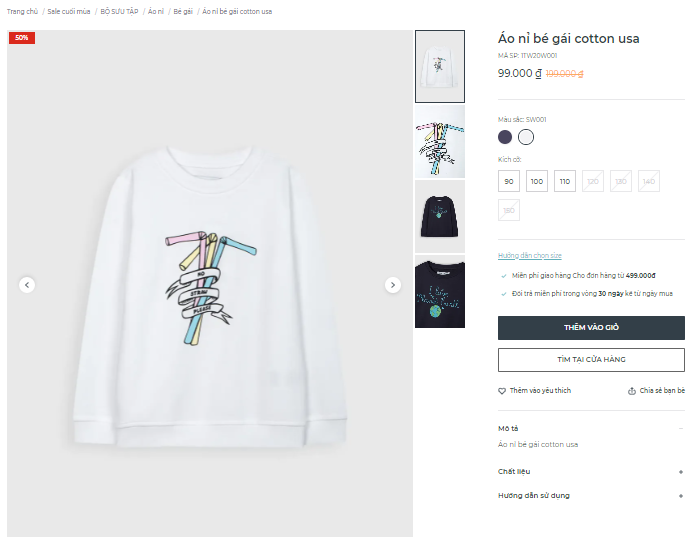 Trang chủ / Sale cuối mùa / BỘ SƯU TẬP / Áo nỉ / Bé gái / Áo nỉ bé gái cotton usa
50%
NO
STRAW
PLEASE
Áo nỉ bé gái cotton usa
MÃ SP: 1TW20W001
99.000 ₫ 199.000 ₫
Màu sắc: SW001
Kích cỡ:
90 100 110 120 130 140
Hướng dẫn chọn size
Miễn phí giao hàng Cho đơn hàng từ 499.000đ
Đổi trả miễn phí trong vòng 30 ngày kể từ ngày mua
THÊM VÀO GIỎ
TÌM TẠI CỬA HÀNG
Thêm vào yêu thích
Chia sẻ bạn bè
Mô tả
Áo nỉ bé gái cotton usa
Chất liệu
Hướng dẫn sử dụng